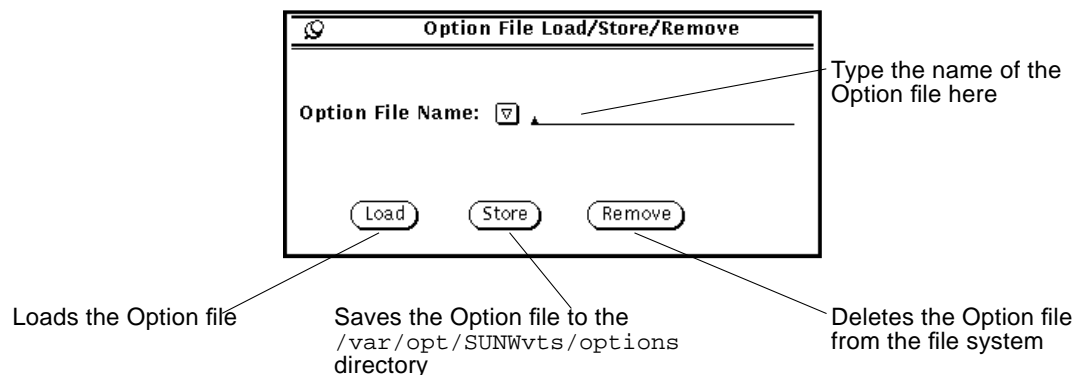 Option File Load/Store/Remove
Type the name of the
Option file here
Option File Name:
Load Store Remove
Loads the Option file
Saves the Option file to the
/var/opt/SUNWvts/options
directory
Deletes the Option file
from the file system